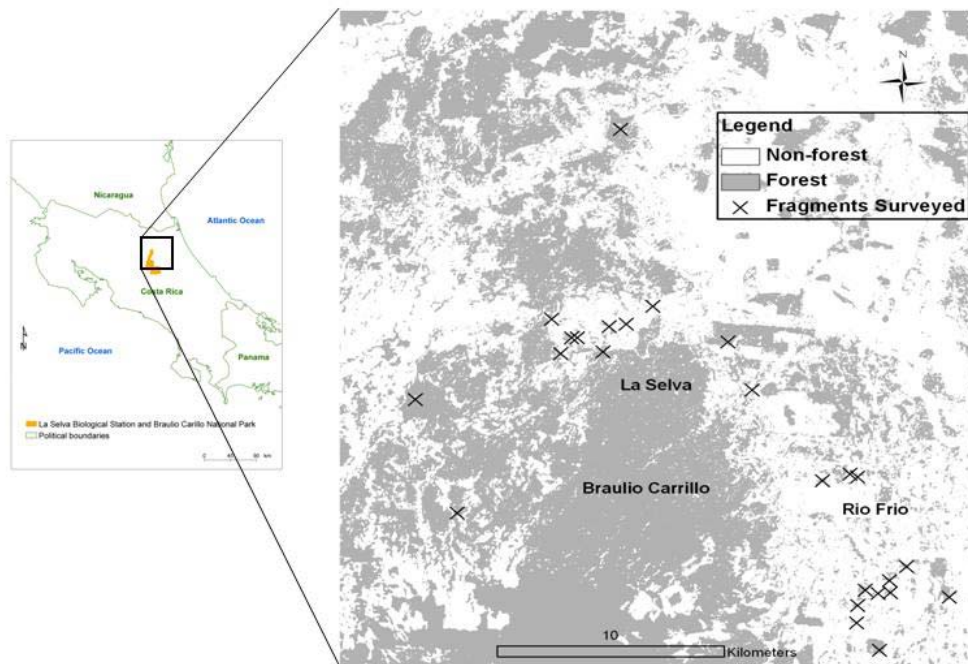 Nicaragua
Atlantic Ocean
Costa Rica
Pacific Ocean
Panama
La Selva Biological Station and Braulio Carillo National Park
Political boundaries
N
Legend
Non-forest
Forest
Fragments Surveyed
La Selva
Braulio Carrillo
Rio Frio
10
Kilometers